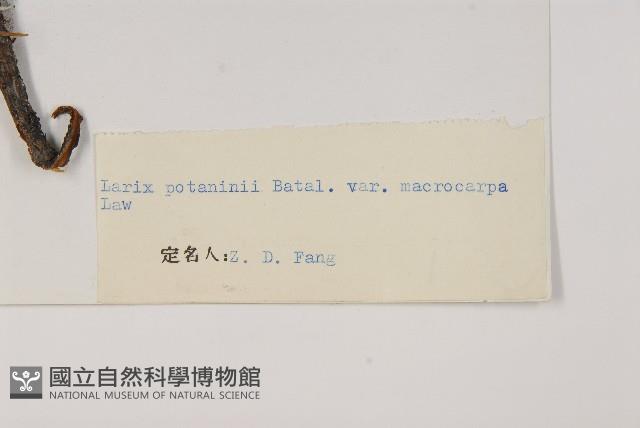 Larix potaninii Batal. var. macrocarpa
Law
定名人:Z. D. Fang
國立自然科學博物館
NATIONAL MUSEUM OF NATURAL SCIENCE